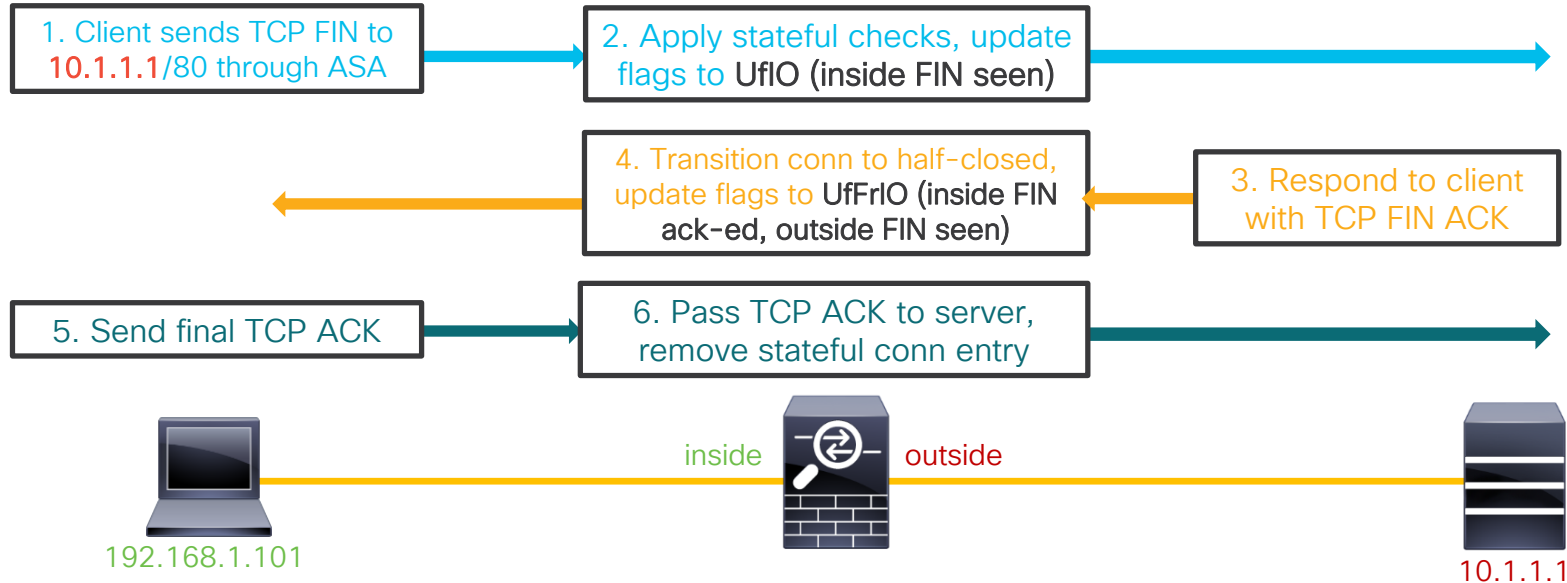 1. Client sends TCP FIN to
10.1.1.1/80 through ASA
2. Apply stateful checks, update
flags to UfIO (inside FIN seen)
4. Transition conn to half-closed,
update flags to UfFrIO (inside FIN
ack-ed, outside FIN seen)
3. Respond to client
with TCP FIN ACK
5. Send final TCP ACK
6. Pass TCP ACK to server,
remove stateful conn entry
inside
outside
192.168.1.101
10.1.1.1